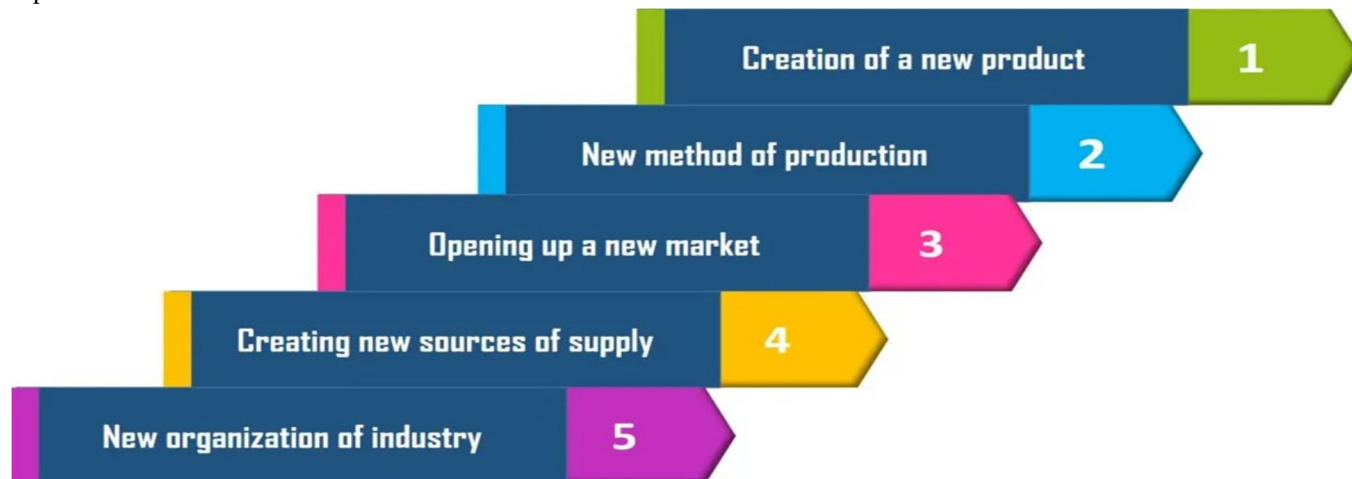 Creation of a new product 1
New method of production 2
Opening up a new market 3
Creating new sources of supply 4
New organization of industry 5